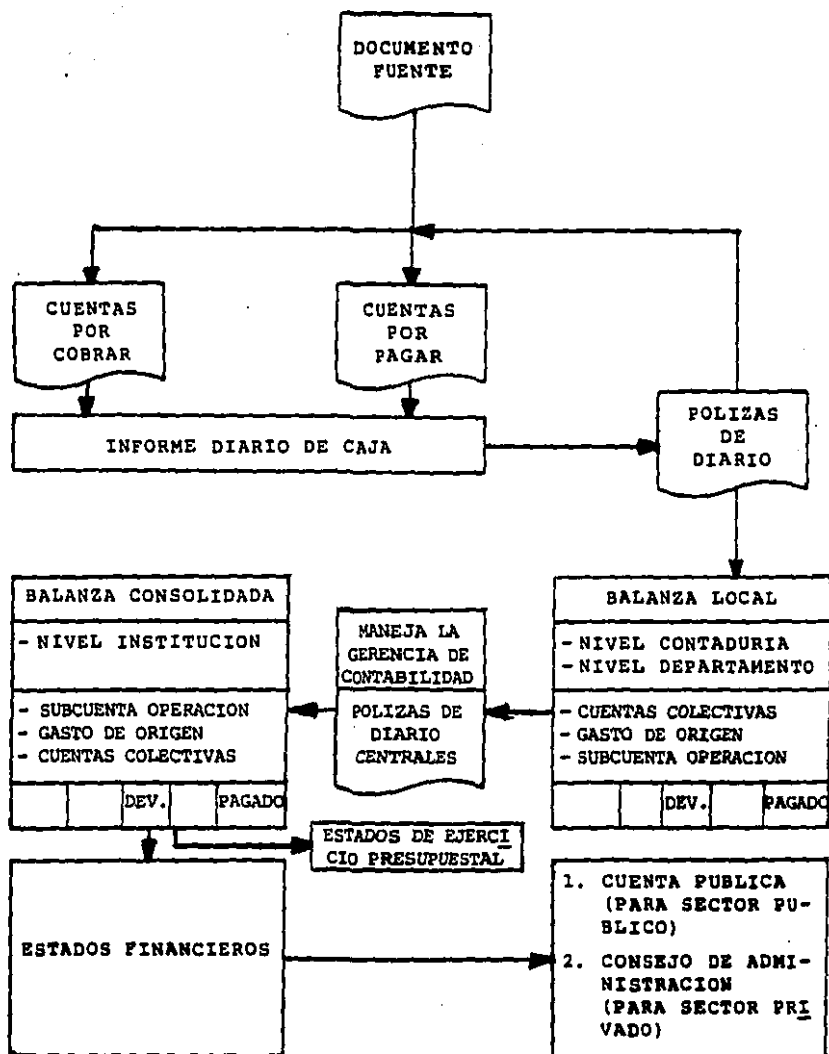 DOCUMENTO
FUENTE
CUENTAS
POR
COBRAR
CUENTAS
POR
PAGAR
INFORME DIARIO DE CAJA
POLIZAS
DE
DIARIO
BALANZA CONSOLIDADA
- NIVEL INSTITUCION
- SUBCUENTA OPERACION
- GASTO DE ORIGEN
- CUENTAS COLECTIVAS
DEV. PAGADO
MANEJA LA
GERENCIA DE
CONTABILIDAD
POLIZAS DE
DIARIO
CENTRALES
BALANZA LOCAL
- NIVEL CONTADURIA
- NIVEL DEPARTAMENTO
- CUENTAS COLECTIVAS
- GASTO DE ORIGEN
- SUBCUENTA OPERACION
DEV. PAGADO
ESTADOS DE EJERCI
CIO PRESUPUESTAL
ESTADOS FINANCIEROS
1. CUENTA PUBLICA
(PARA SECTOR PU-
BLICO)
2. CONSEJO DE ADMI-
NISTRACION
(PARA SECTOR PRI
VADO)